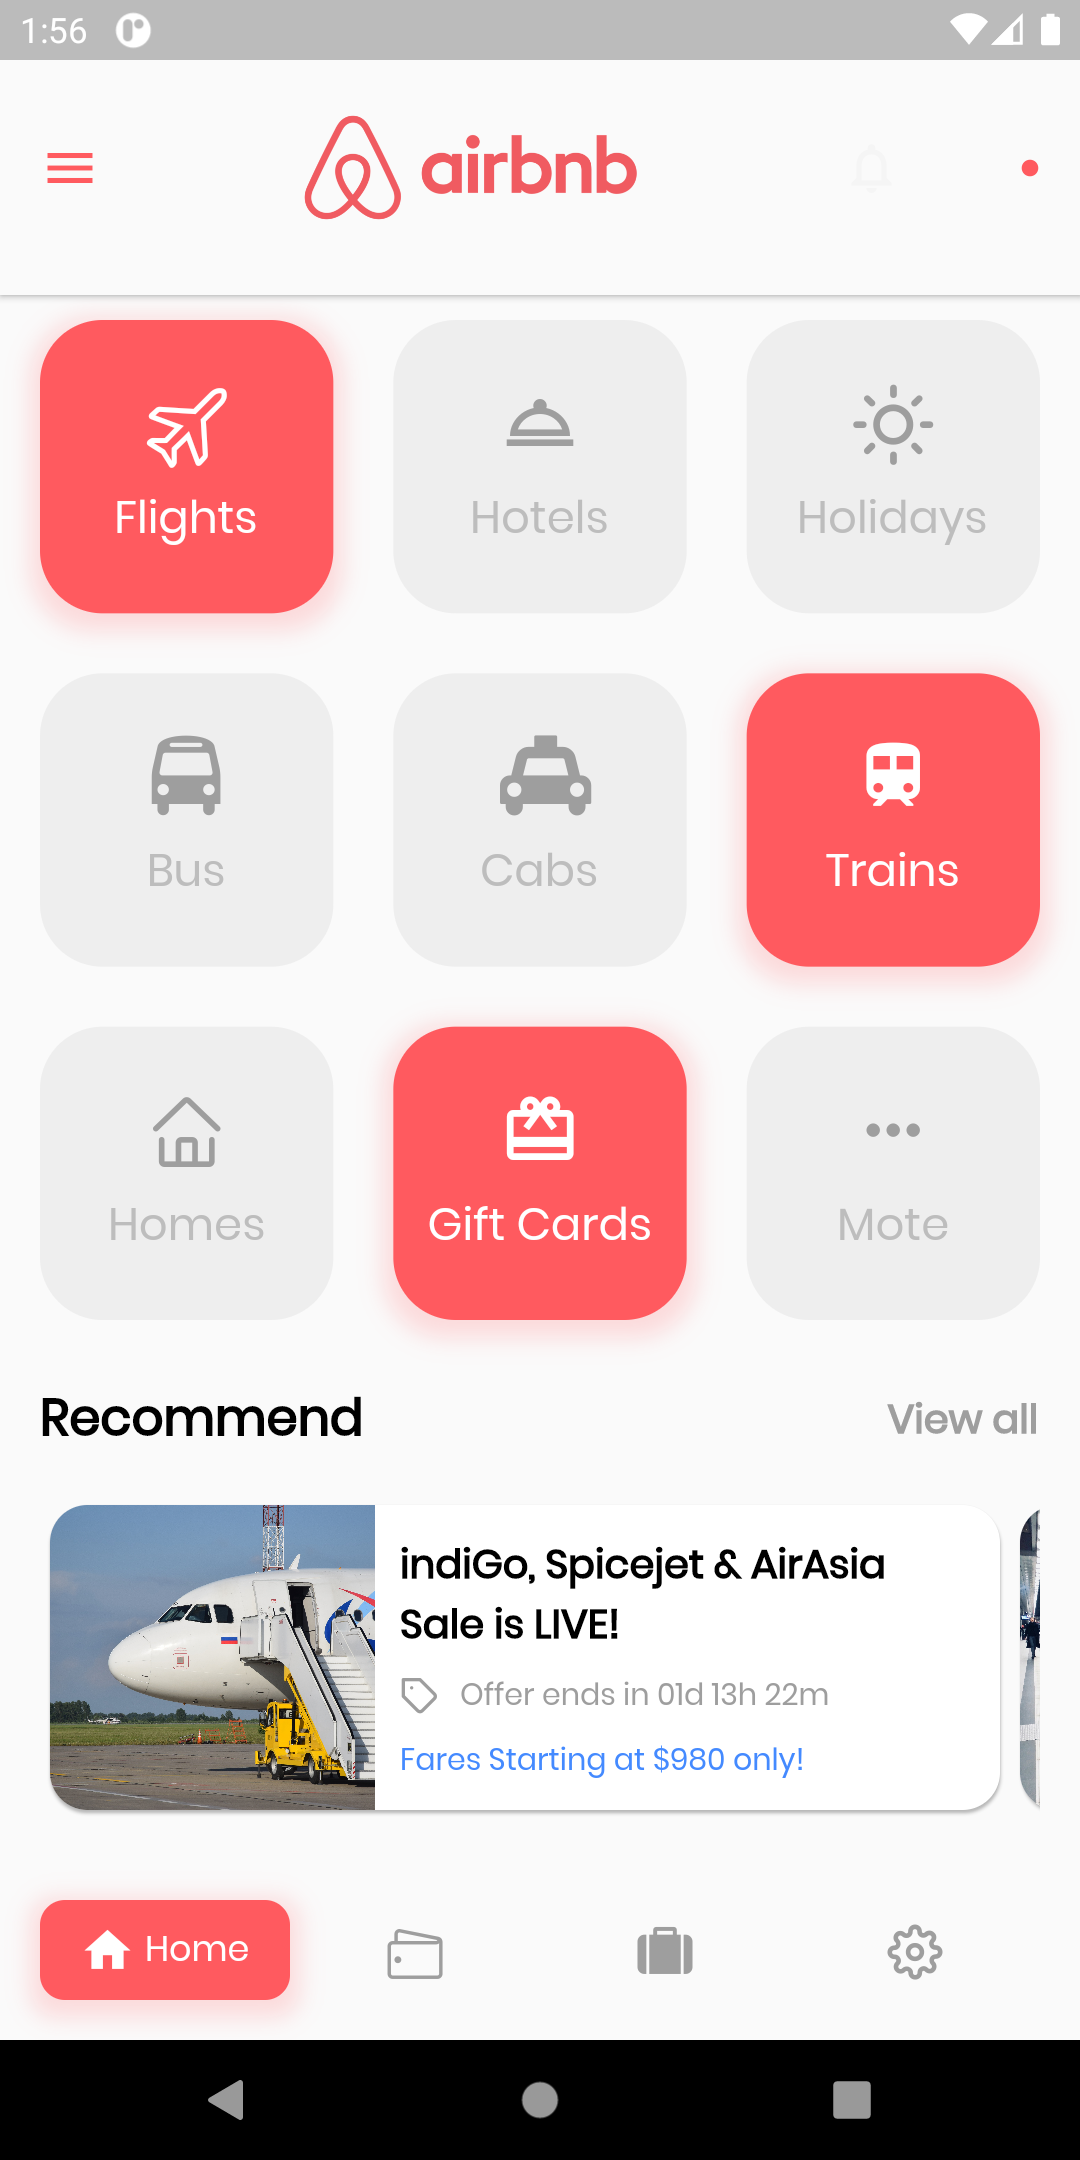 1:56
airbnb
Flights
Hotels
Holidays
Bus
Cabs
Trains
Homes
Gift Cards
Mote
Recommend
View all
indiGo, Spicejet & AirAsia
Sale is LIVE!
Offer ends in 01d 13h 22m
Fares Starting at $980 only!
Home